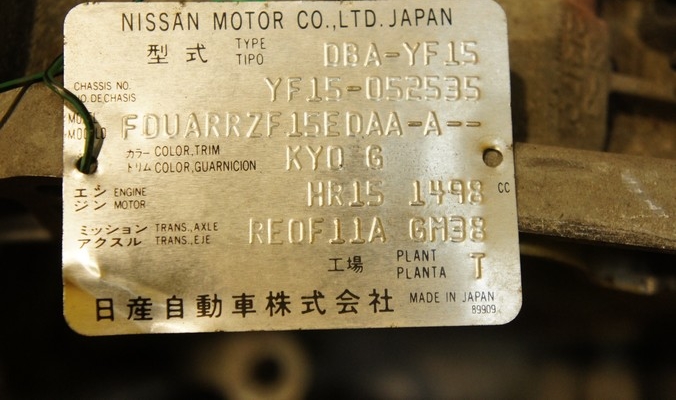 NISSAN MOTOR CO.,LTD. JAPAN
型式 TYPE TIPO DBA-YF15
CHASSIS NO. NO. DE CHASIS YF15-052535
MODEL MODELO FDUARRZF15EDAA-A--
カラー トリム COLOR,TRIM COLOR,GUARNICION KYO G
エンジン ENGINE MOTOR HR15 1498 CC
ミッション アクスル TRANS.,AXLE TRANS.,EJE RE0F11A GM38
工場 PLANT PLANTA T
日産自動車株式会社 MADE IN JAPAN
89909